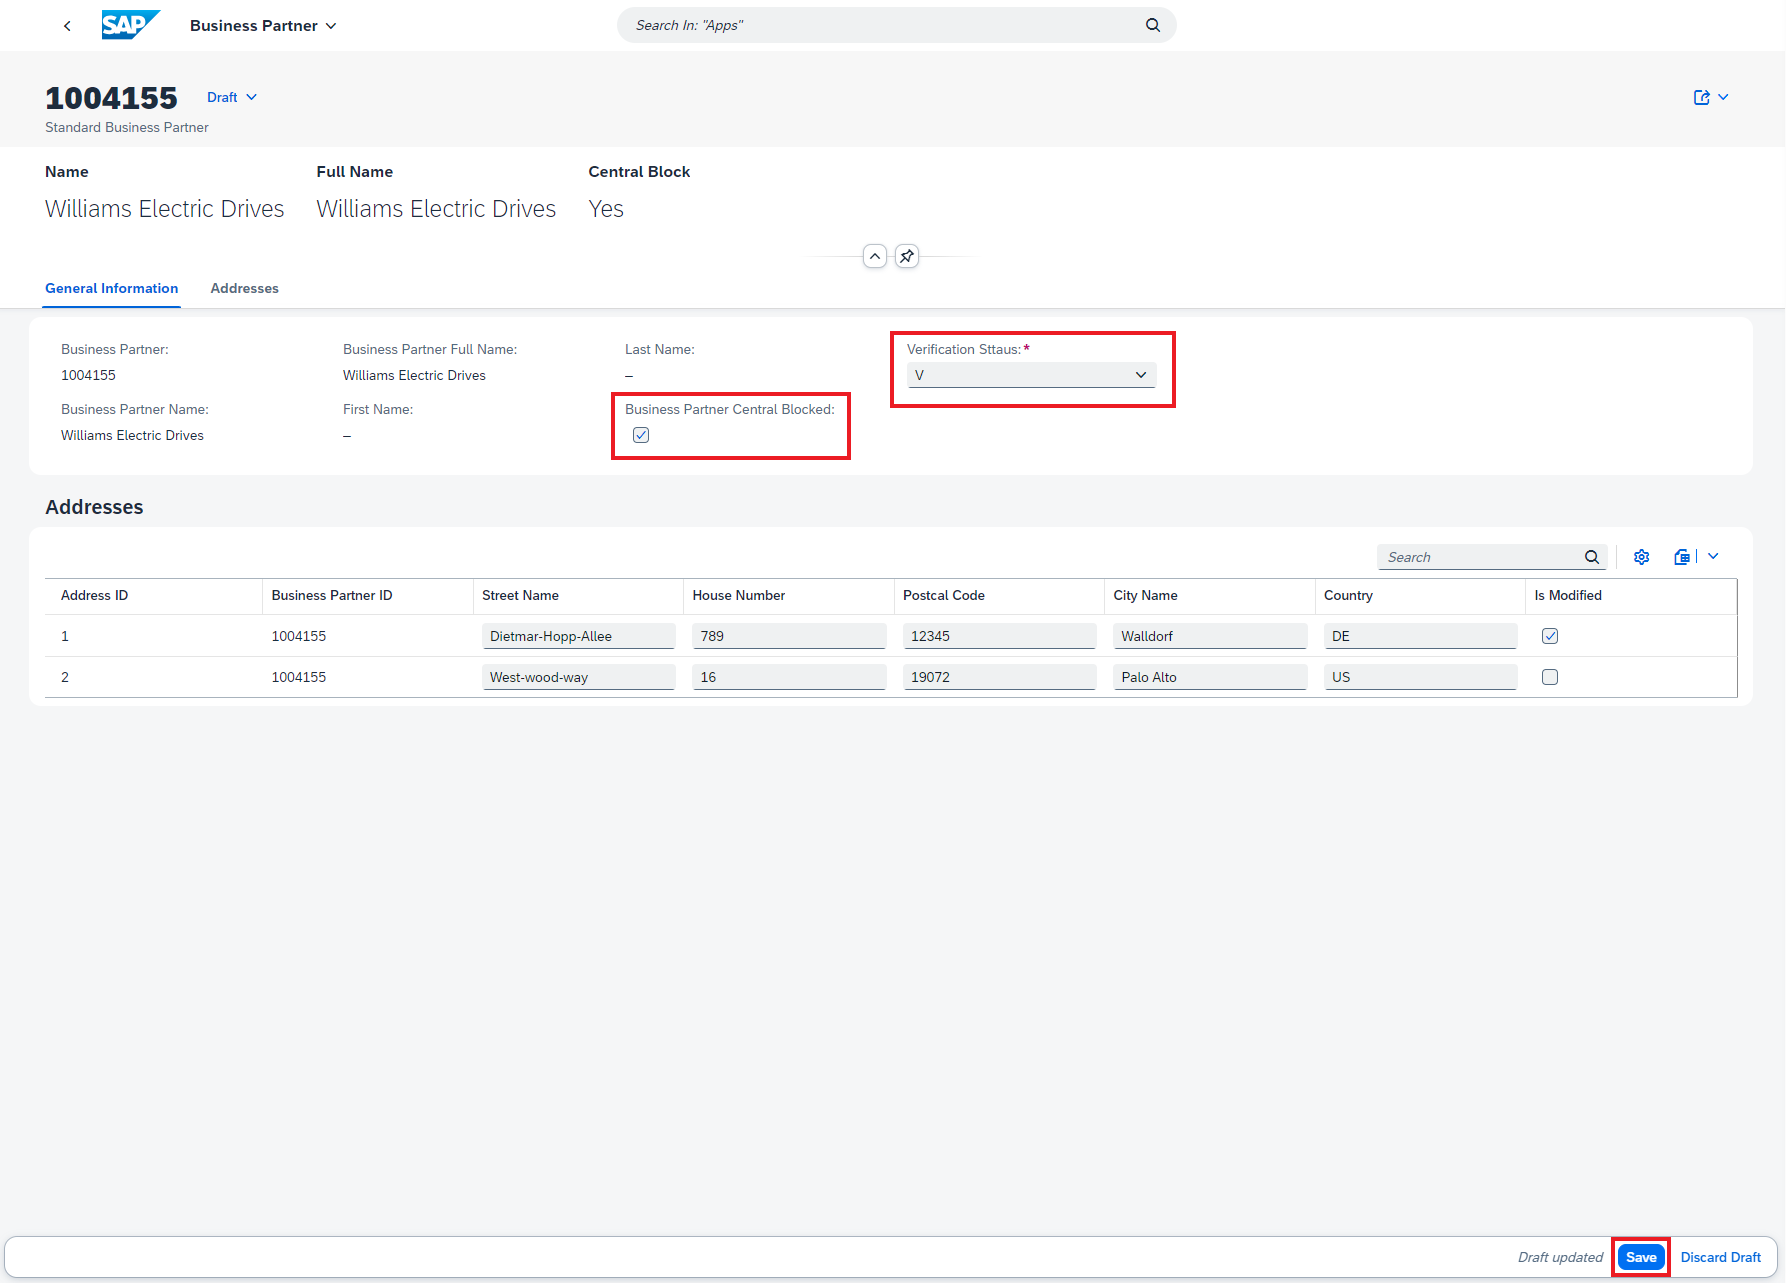 SAP Business Partner Search In: "Apps"
1004155 Draft
Standard Business Partner
Name Full Name Central Block
Williams Electric Drives Williams Electric Drives Yes
General Information Addresses
Business Partner: Business Partner Full Name: Last Name: Verification Sttaus:*
1004155 Williams Electric Drives – V
Business Partner Name: First Name: Business Partner Central Blocked:
Williams Electric Drives –
Addresses
Search
Address ID Business Partner ID Street Name House Number Postcal Code City Name Country Is Modified
1 1004155 Dietmar-Hopp-Allee 789 12345 Walldorf DE
2 1004155 West-wood-way 16 19072 Palo Alto US
Draft updated Save Discard Draft